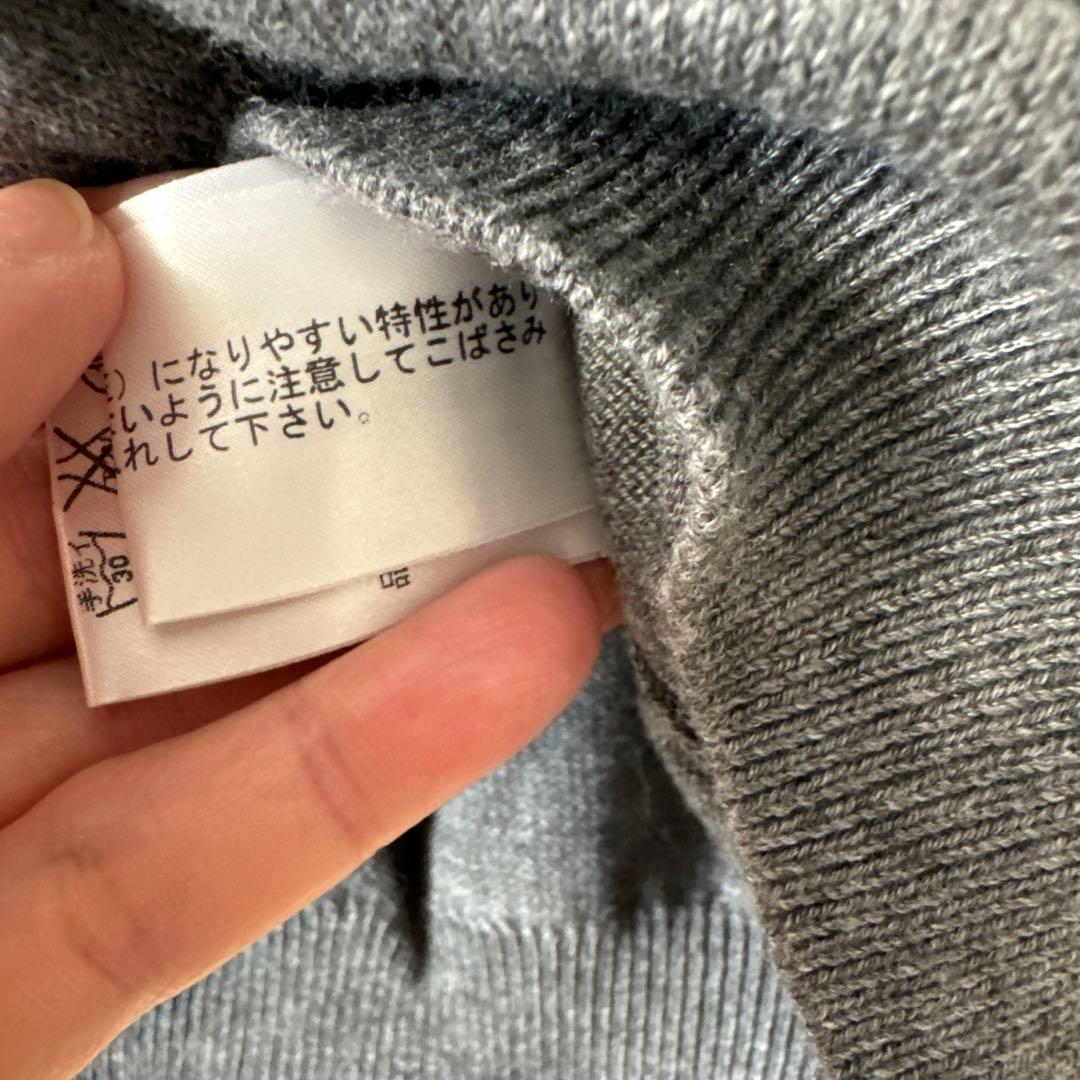 ）になりやすい特性があり
いように注意してこばさみ
れして下さい。
手洗イ
30
品